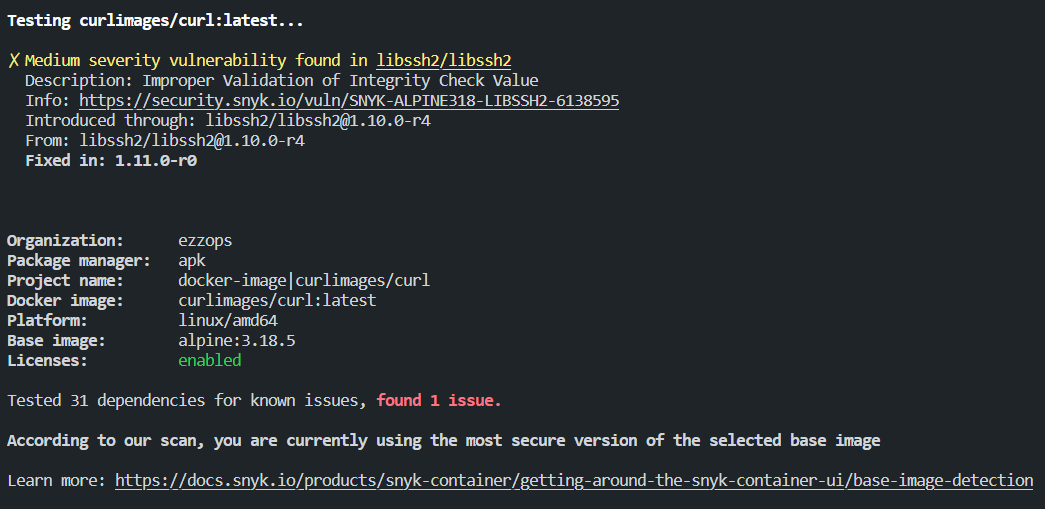 Testing curlimages/curl:latest...
✗ Medium severity vulnerability found in libssh2/libssh2
Description: Improper Validation of Integrity Check Value
Info: https://security.snyk.io/vuln/SNYK-ALPINE318-LIBSSH2-6138595
Introduced through: libssh2/libssh2@1.10.0-r4
From: libssh2/libssh2@1.10.0-r4
Fixed in: 1.11.0-r0
Organization: ezzops
Package manager: apk
Project name: docker-image|curlimages/curl
Docker image: curlimages/curl:latest
Platform: linux/amd64
Base image: alpine:3.18.5
Licenses: enabled
Tested 31 dependencies for known issues, found 1 issue.
According to our scan, you are currently using the most secure version of the selected base image
Learn more: https://docs.snyk.io/products/snyk-container/getting-around-the-snyk-container-ui/base-image-detection